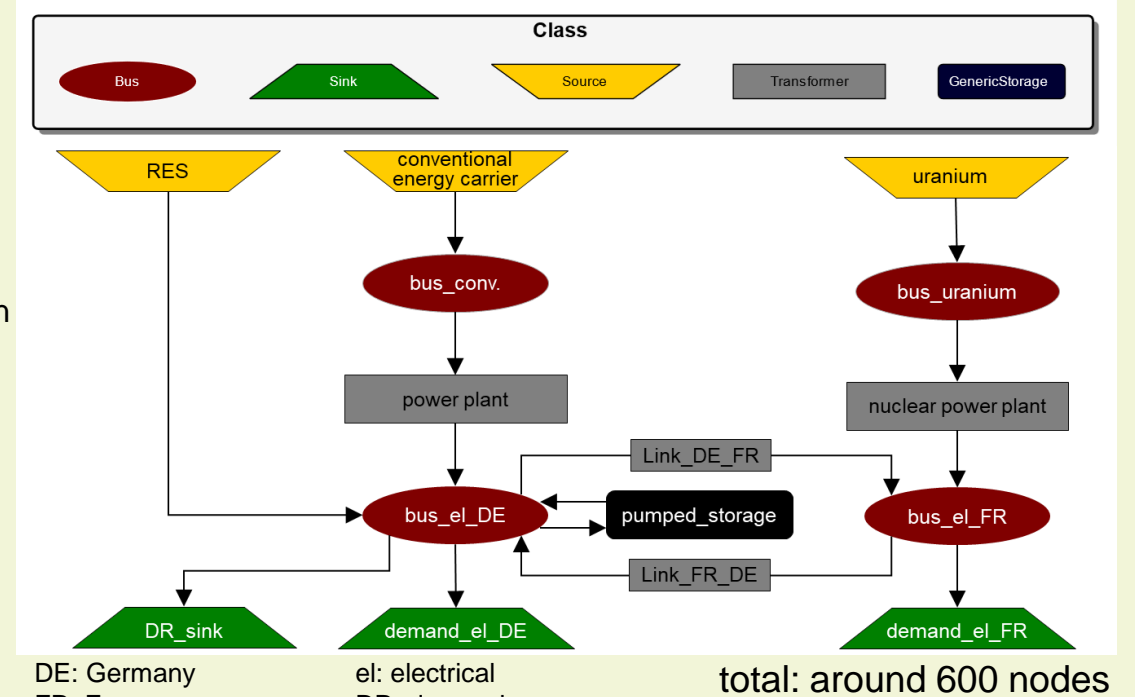 Class
Bus
Sink
Source
Transformer
GenericStorage
RES
conventional
energy carrier
uranium
bus_conv.
bus_uranium
power plant
nuclear power plant
Link_DE_FR
bus_el_DE
pumped_storage
bus_el_FR
Link_FR_DE
DR_sink
demand_el_DE
demand_el_FR
DE: Germany
el: electrical
total: around 600 nodes